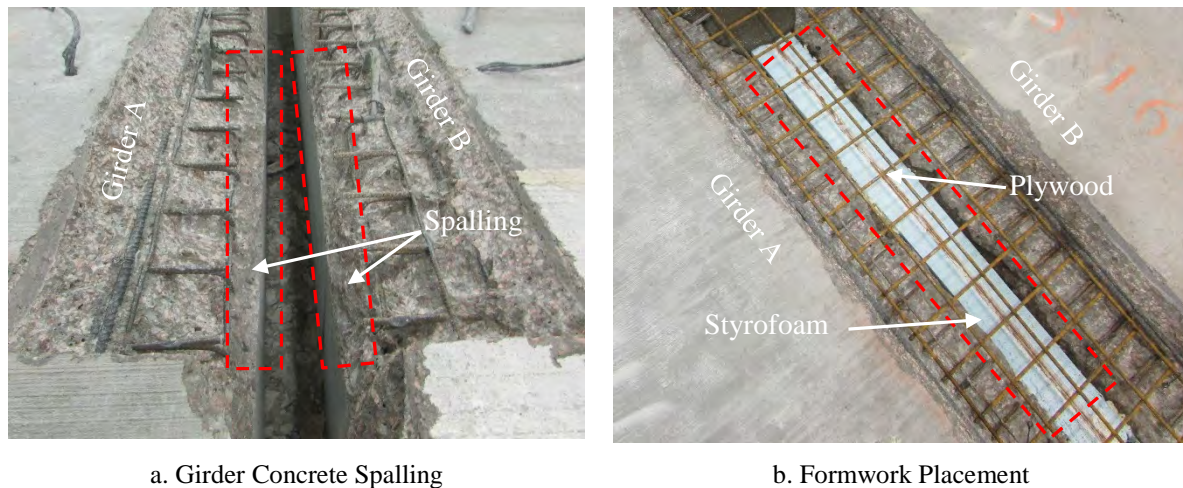 Girder A
Girder B
Spalling
Girder B
Plywood
Girder A
Styrofoam
a. Girder Concrete Spalling
b. Formwork Placement